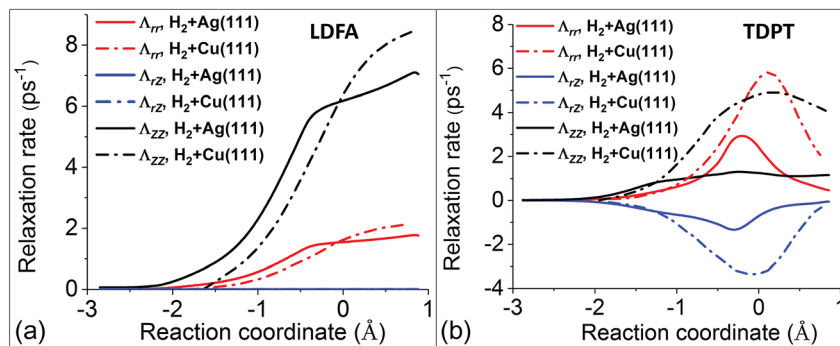 LDFA
Λrr, H2+Ag(111)
Λrr, H2+Cu(111)
ΛrZ, H2+Ag(111)
ΛrZ, H2+Cu(111)
ΛZZ, H2+Ag(111)
ΛZZ, H2+Cu(111)
8
6
4
2
0
Relaxation rate (ps-1)
-3
-2
-1
0
1
Reaction coordinate (Å)
(a)
TDPT
Λrr, H2+Ag(111)
Λrr, H2+Cu(111)
ΛrZ, H2+Ag(111)
ΛrZ, H2+Cu(111)
ΛZZ, H2+Ag(111)
ΛZZ, H2+Cu(111)
8
6
4
2
0
-2
-4
Relaxation rate (ps-1)
-3
-2
-1
0
1
Reaction coordinate (Å)
(b)